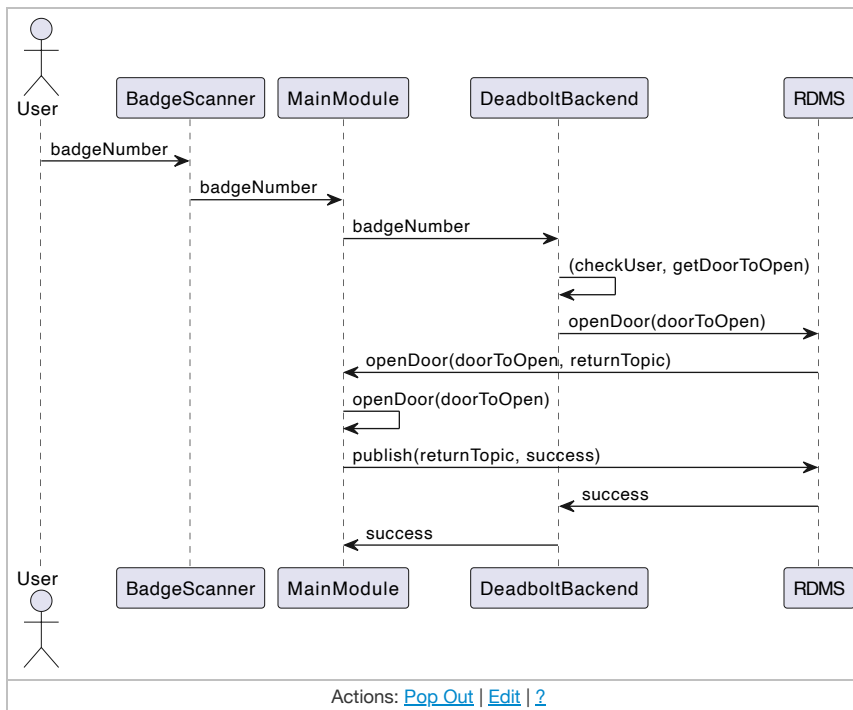 User
BadgeScanner
MainModule
DeadboltBackend
RDMS
badgeNumber
badgeNumber
badgeNumber
(checkUser, getDoorToOpen)
openDoor(doorToOpen)
openDoor(doorToOpen, returnTopic)
openDoor(doorToOpen)
publish(returnTopic, success)
success
success
User
BadgeScanner
MainModule
DeadboltBackend
RDMS
Actions: Pop Out | Edit | ?